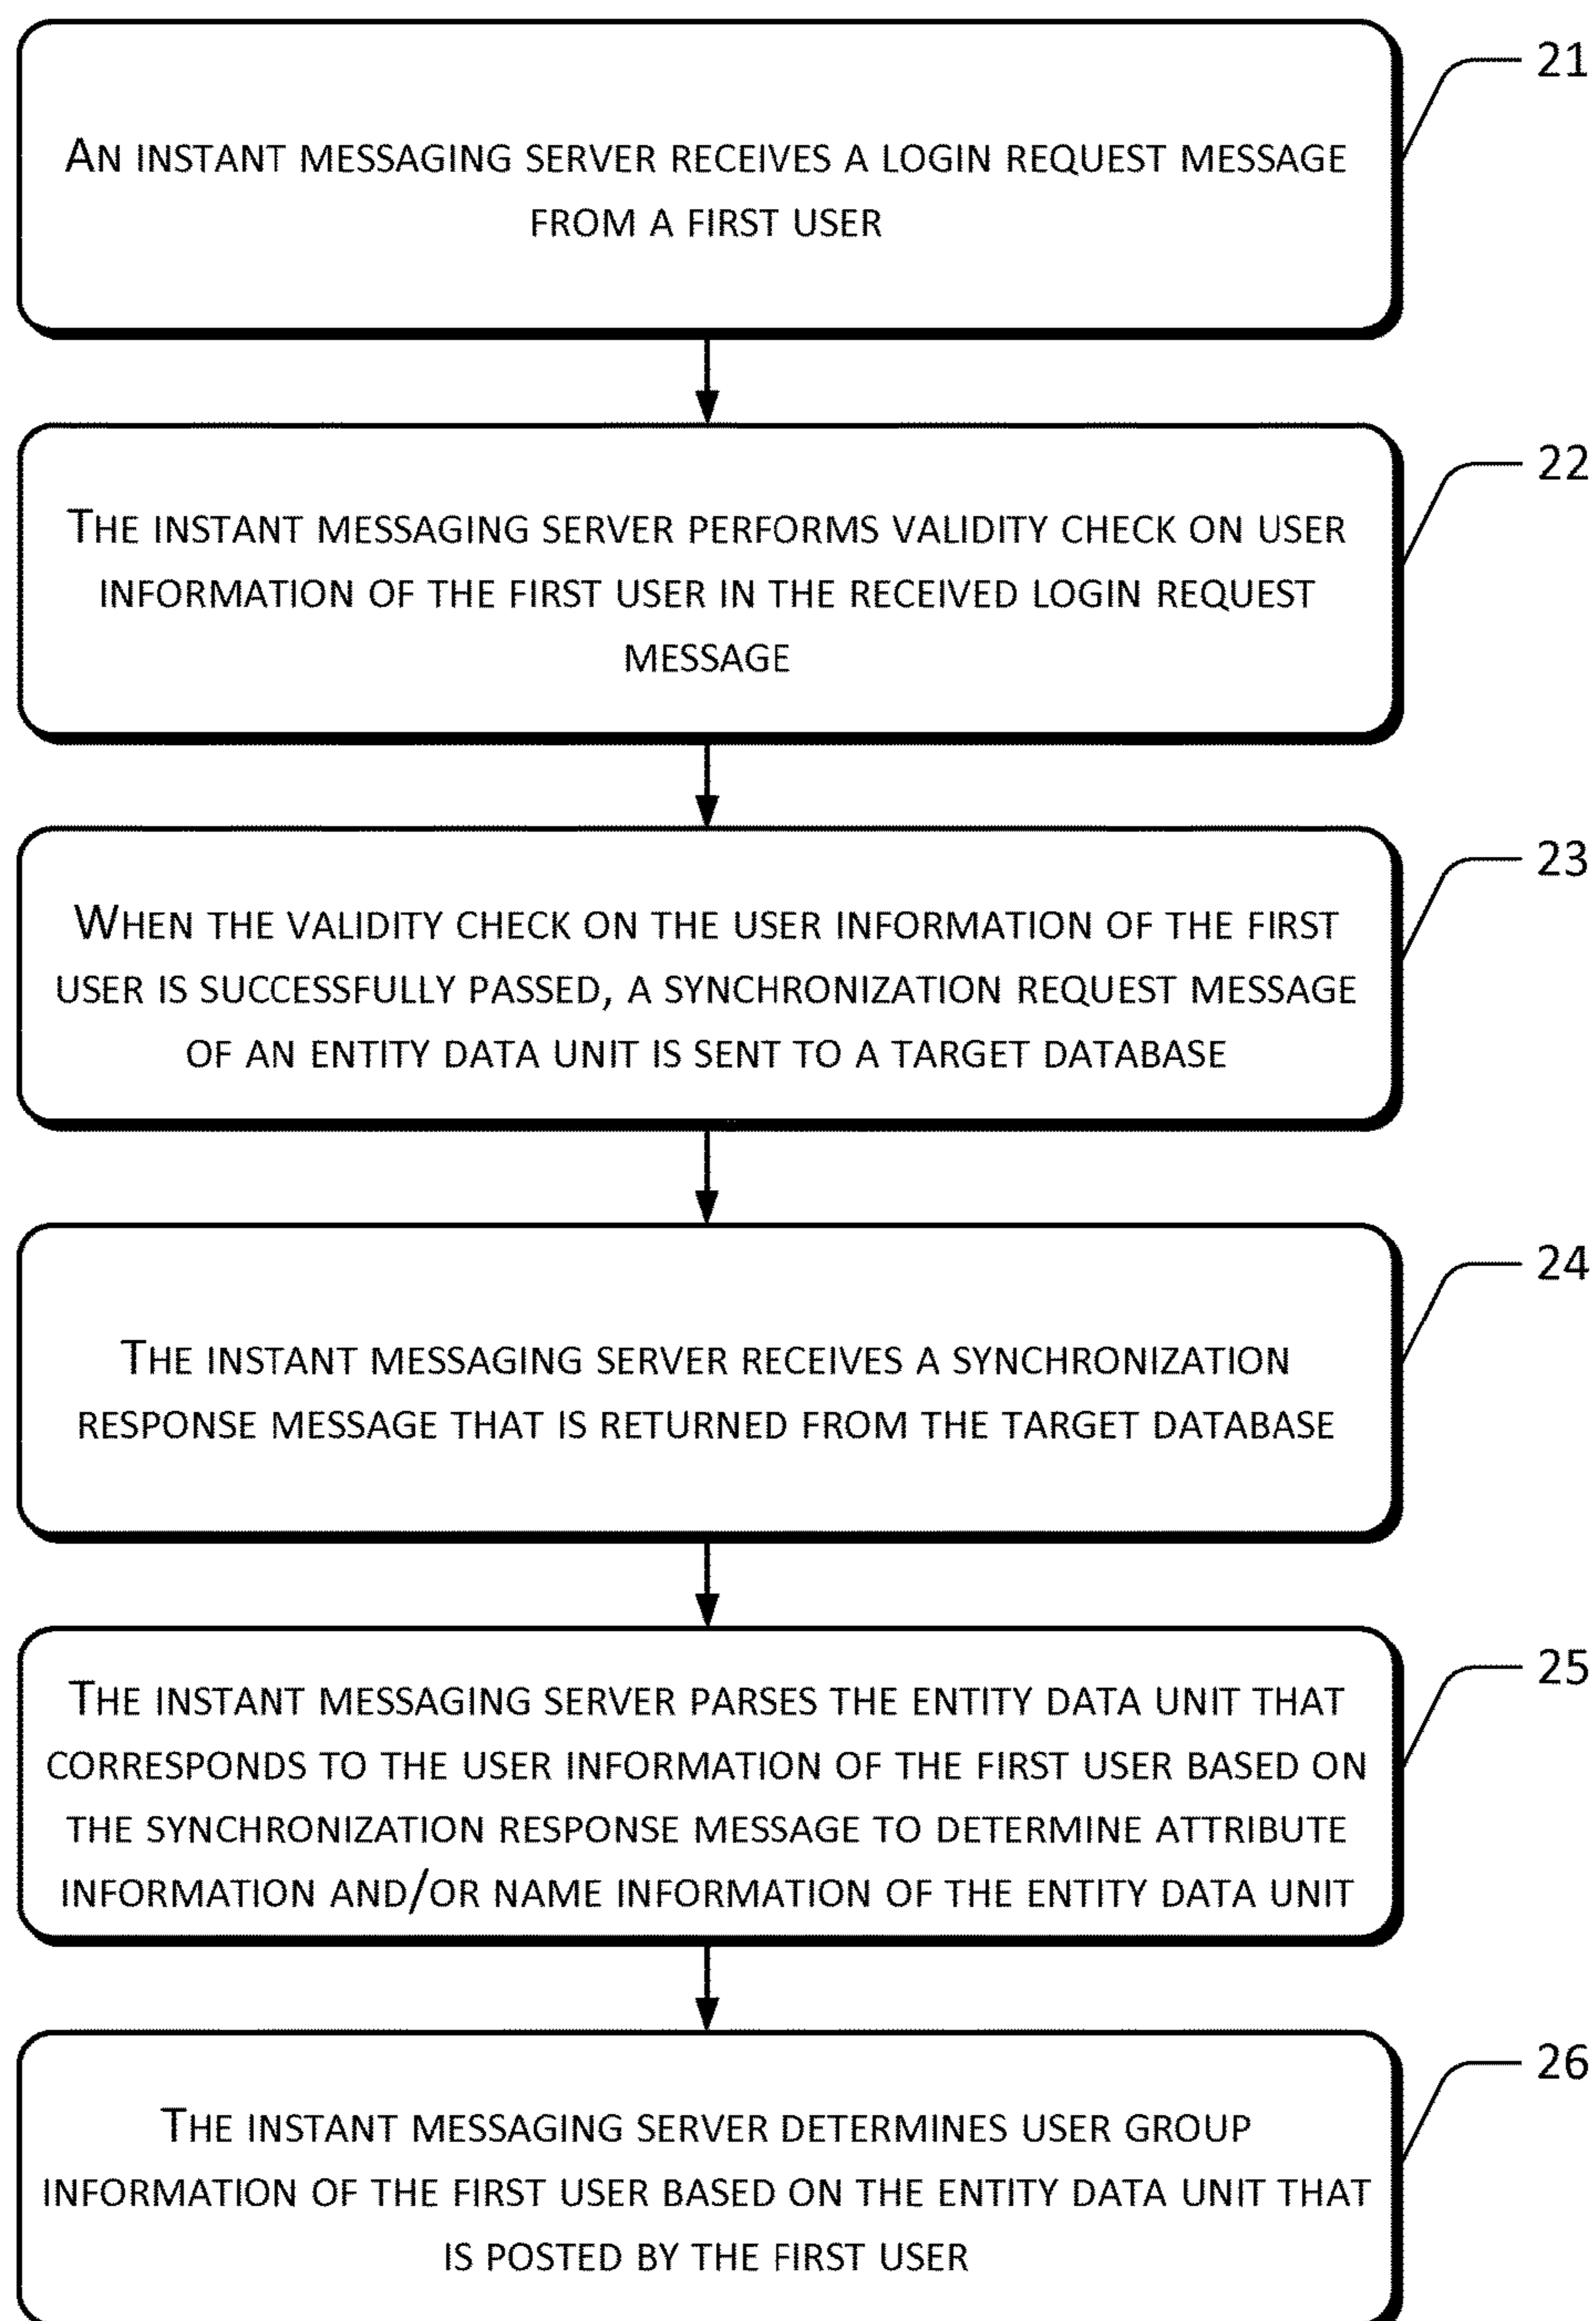 21
AN INSTANT MESSAGING SERVER RECEIVES A LOGIN REQUEST MESSAGE
FROM A FIRST USER
22
THE INSTANT MESSAGING SERVER PERFORMS VALIDITY CHECK ON USER
INFORMATION OF THE FIRST USER IN THE RECEIVED LOGIN REQUEST
MESSAGE
23
WHEN THE VALIDITY CHECK ON THE USER INFORMATION OF THE FIRST
USER IS SUCCESSFULLY PASSED, A SYNCHRONIZATION REQUEST MESSAGE
OF AN ENTITY DATA UNIT IS SENT TO A TARGET DATABASE
24
THE INSTANT MESSAGING SERVER RECEIVES A SYNCHRONIZATION
RESPONSE MESSAGE THAT IS RETURNED FROM THE TARGET DATABASE
25
THE INSTANT MESSAGING SERVER PARSES THE ENTITY DATA UNIT THAT
CORRESPONDS TO THE USER INFORMATION OF THE FIRST USER BASED ON
THE SYNCHRONIZATION RESPONSE MESSAGE TO DETERMINE ATTRIBUTE
INFORMATION AND/OR NAME INFORMATION OF THE ENTITY DATA UNIT
26
THE INSTANT MESSAGING SERVER DETERMINES USER GROUP
INFORMATION OF THE FIRST USER BASED ON THE ENTITY DATA UNIT THAT
IS POSTED BY THE FIRST USER